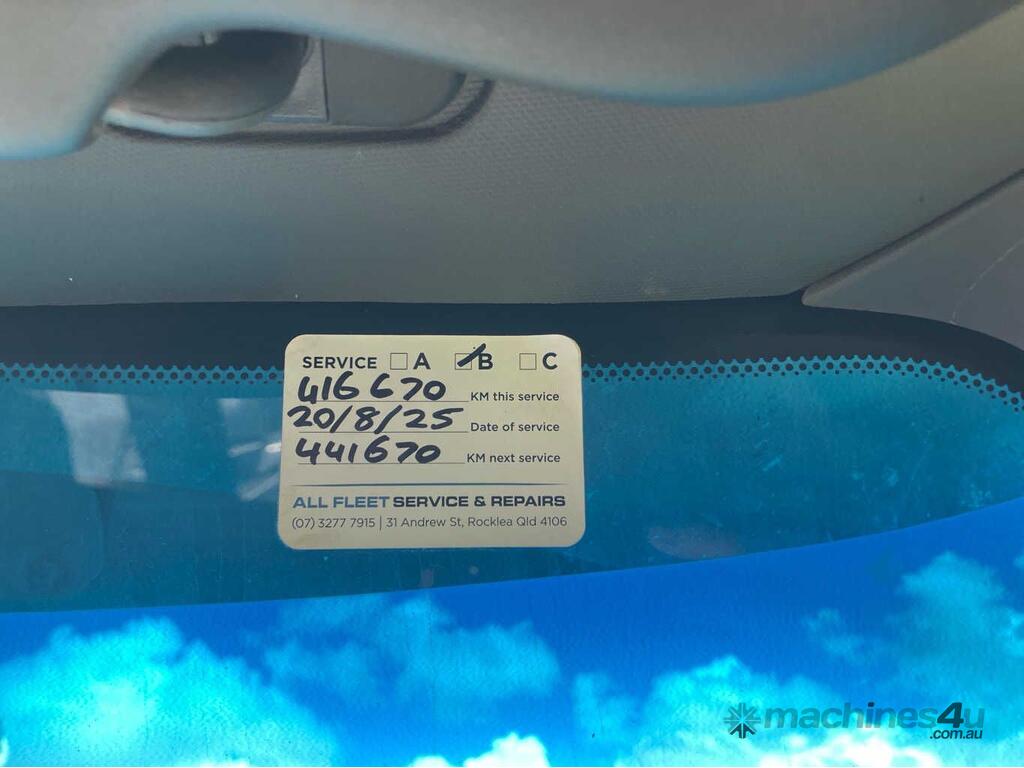 SERVICE A B C
416670 KM this service
20/8/25 Date of service
441670 KM next service
ALL FLEET SERVICE & REPAIRS
(07) 3277 7915 | 31 Andrew St, Rocklea Qld 4106
machines4u
.com.au